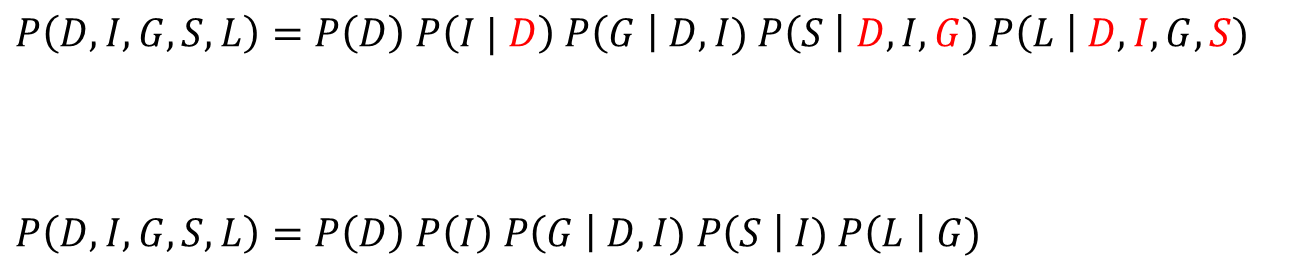 P(D, I, G, S, L) = P(D) P(I | D) P(G | D, I) P(S | D, I, G) P(L | D, I, G, S)
P(D, I, G, S, L) = P(D) P(I) P(G | D, I) P(S | I) P(L | G)